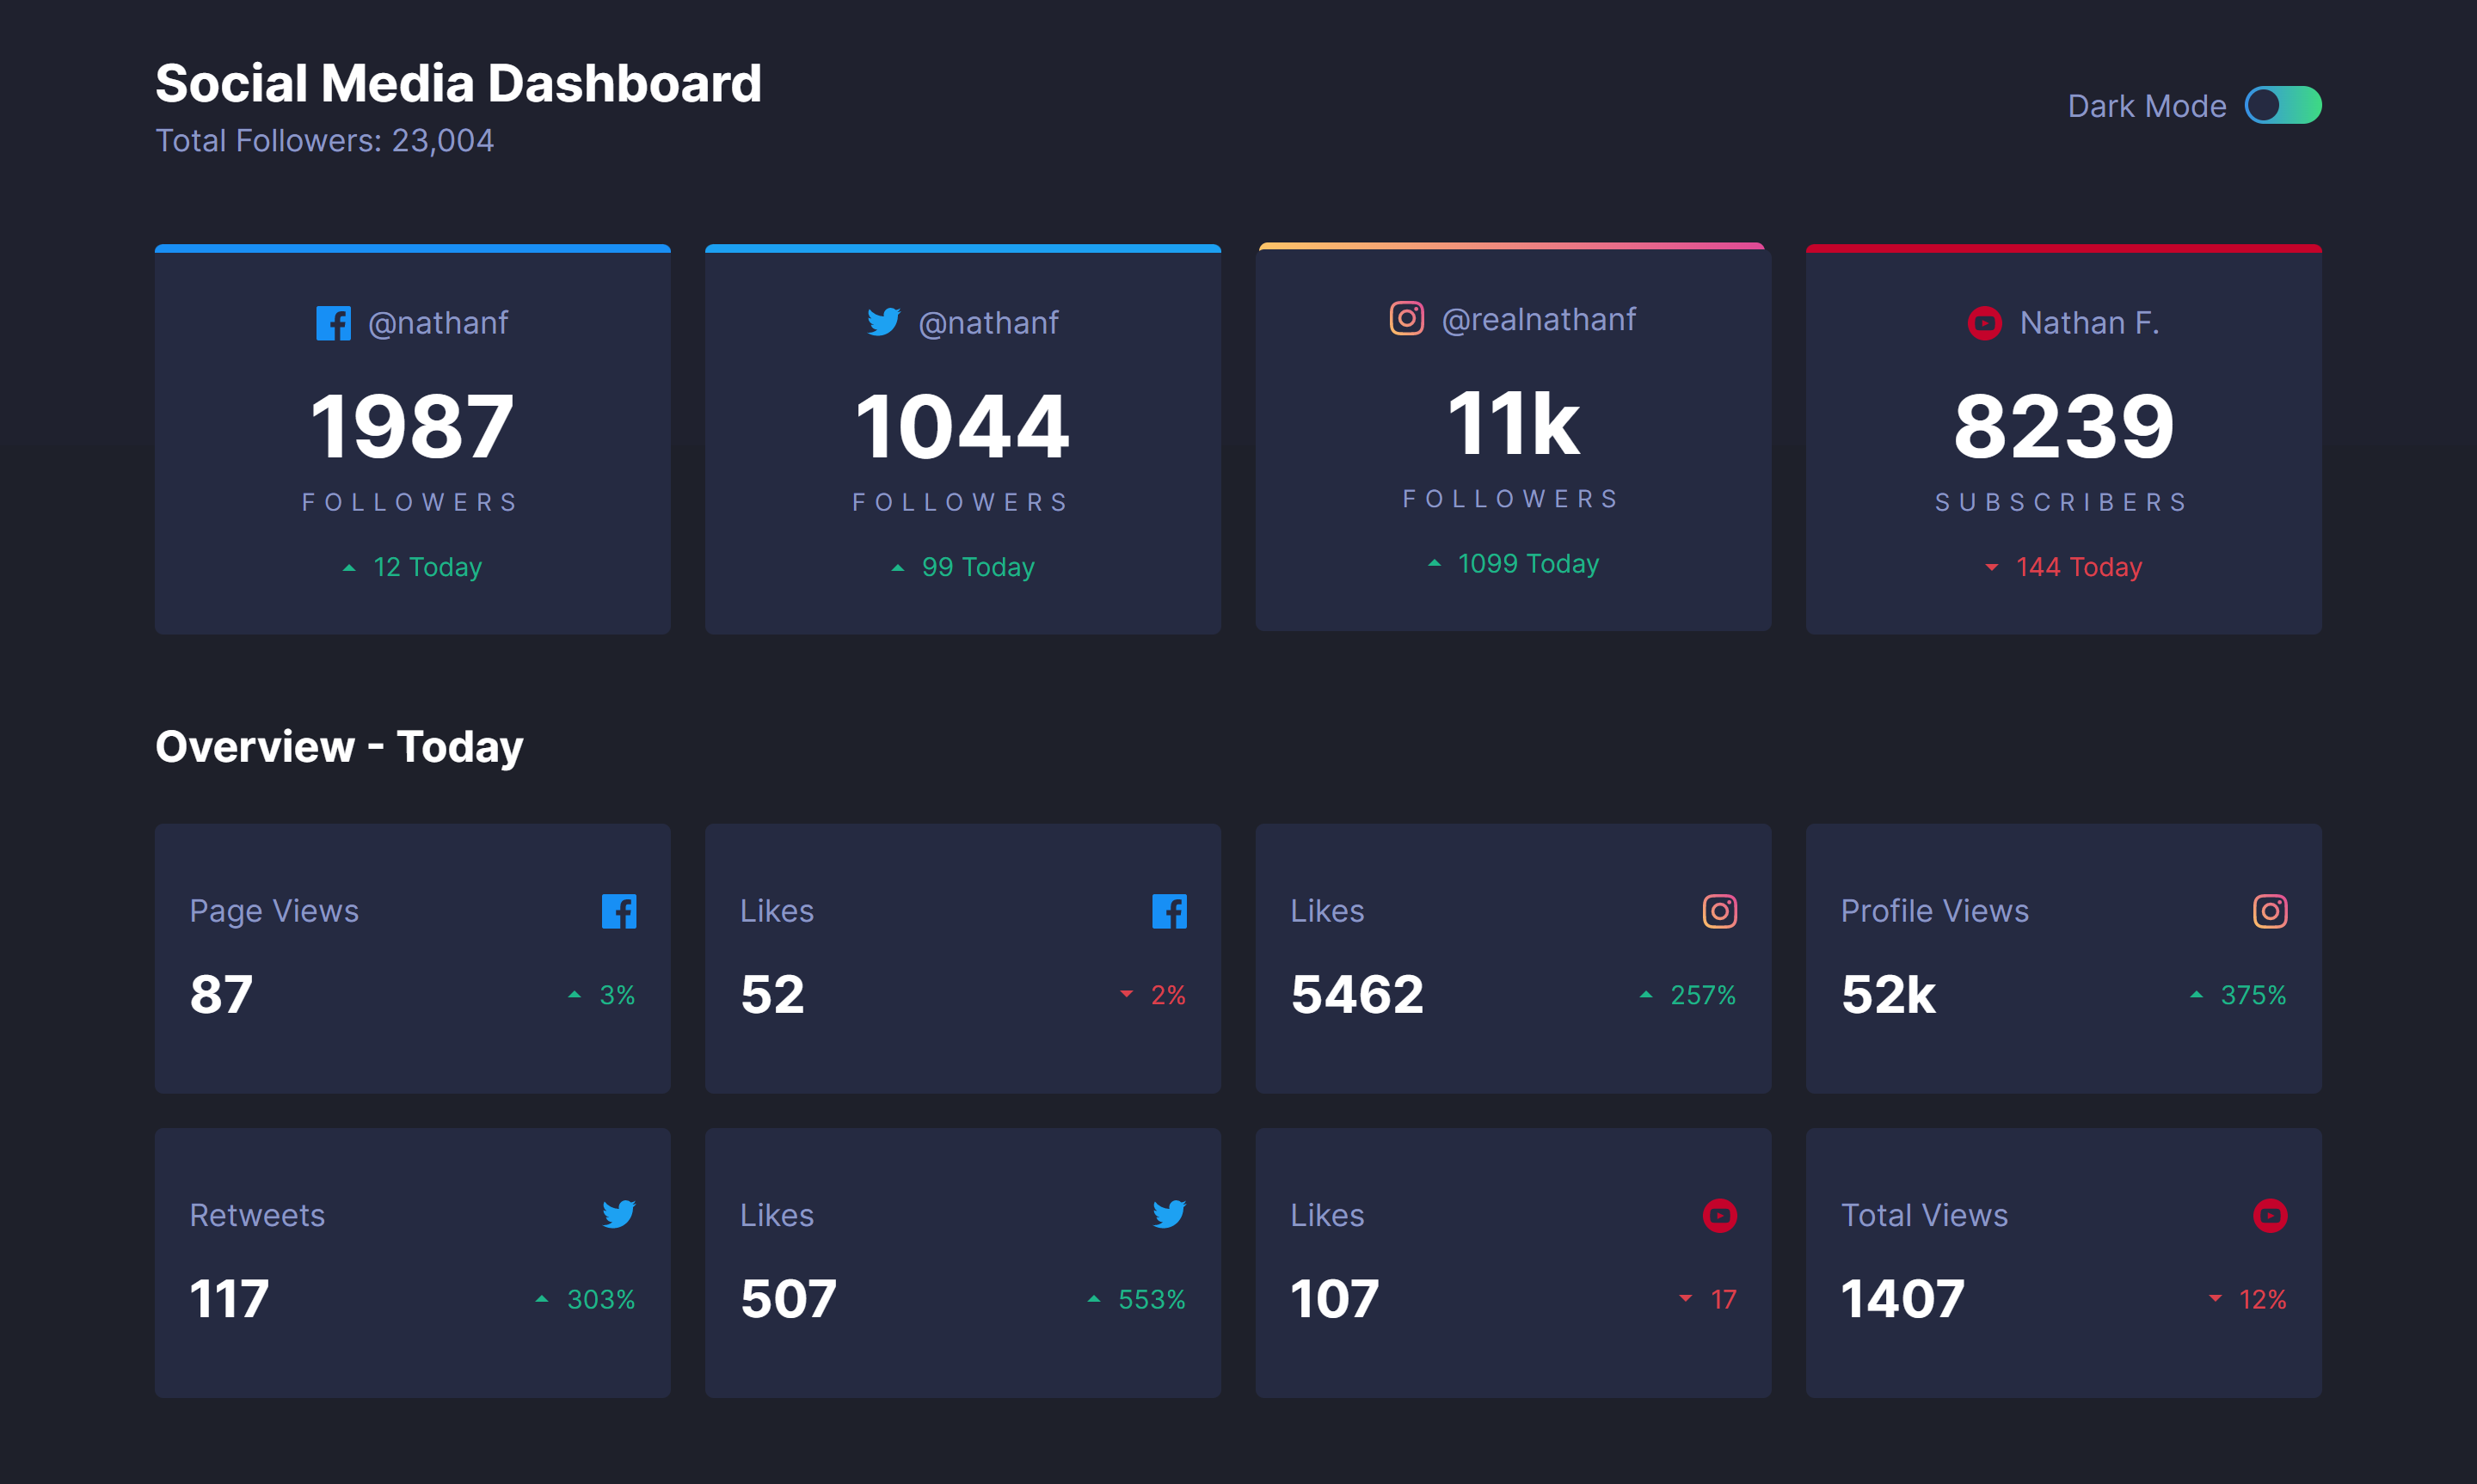 Social Media Dashboard
Total Followers: 23,004
Dark Mode
@nathanf
1987
FOLLOWERS
12 Today
@nathanf
1044
FOLLOWERS
99 Today
@realnathanf
11k
FOLLOWERS
1099 Today
Nathan F.
8239
SUBSCRIBERS
144 Today
Overview - Today
Page Views
87
3%
Likes
52
2%
Likes
5462
257%
Profile Views
52k
375%
Retweets
117
303%
Likes
507
553%
Likes
107
17
Total Views
1407
12%